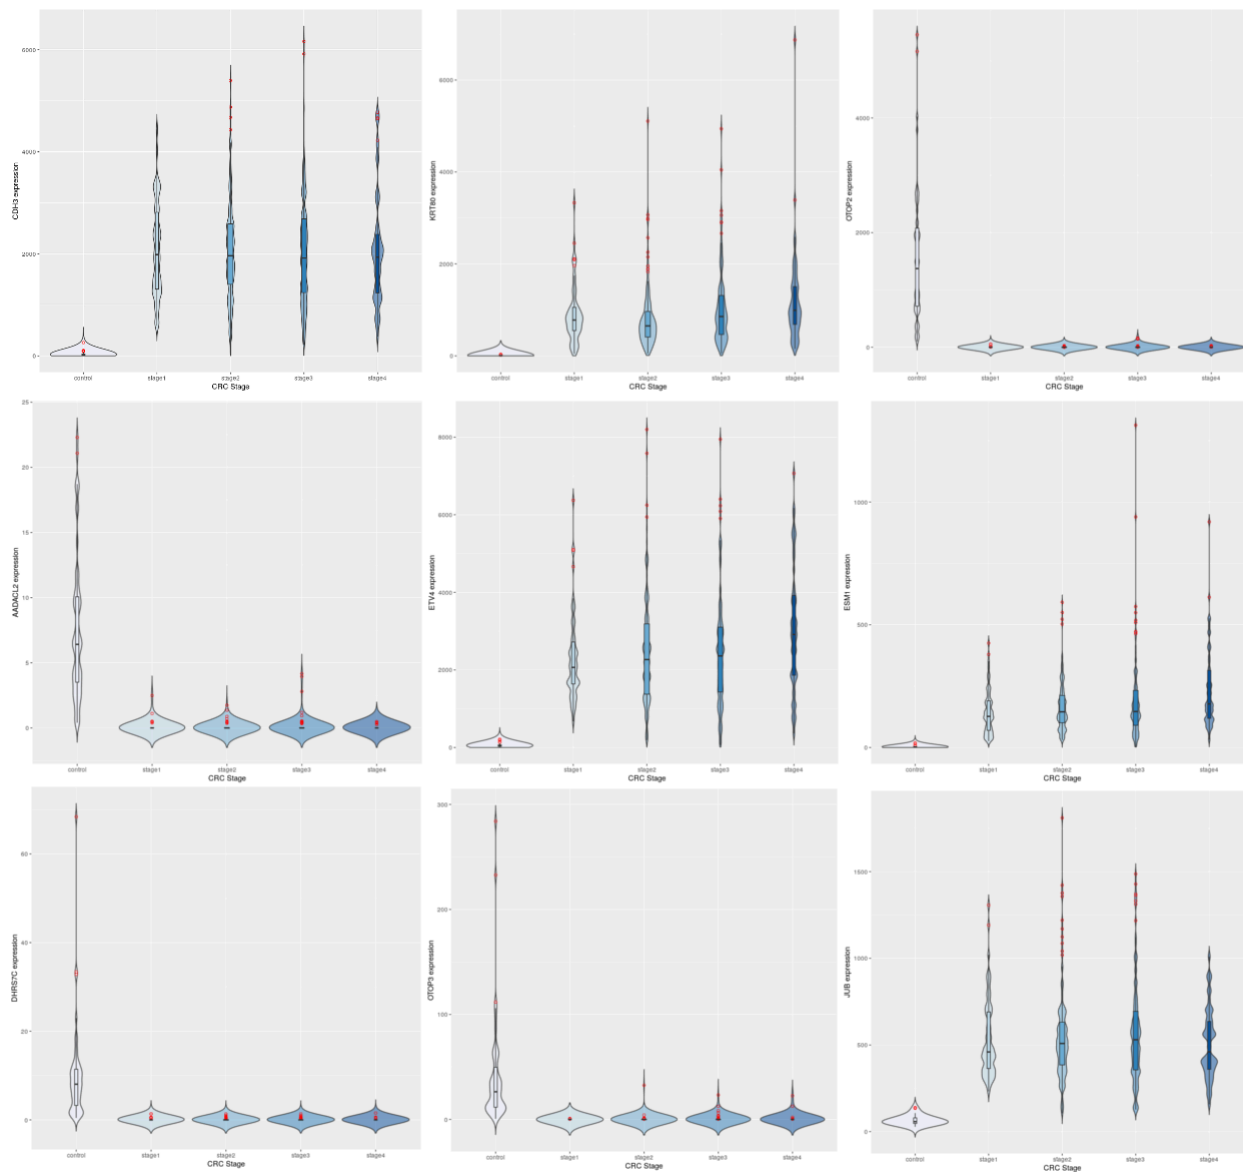 6000
4000
2000
0
CDH3 expression
control stage1 stage2 stage3 stage4
CRC Stage
6000
4000
2000
0
KRT80 expression
control stage1 stage2 stage3 stage4
CRC Stage
4000
2000
0
OTOP2 expression
control stage1 stage2 stage3 stage4
CRC Stage
25
20
15
10
5
0
AADACL2 expression
control stage1 stage2 stage3 stage4
CRC Stage
8000
6000
4000
2000
0
ETV4 expression
control stage1 stage2 stage3 stage4
CRC Stage
1000
500
0
ESM1 expression
control stage1 stage2 stage3 stage4
CRC Stage
60
40
20
0
DHRS7C expression
control stage1 stage2 stage3 stage4
CRC Stage
300
200
100
0
OTOP3 expression
control stage1 stage2 stage3 stage4
CRC Stage
1500
1000
500
0
JUB expression
control stage1 stage2 stage3 stage4
CRC Stage